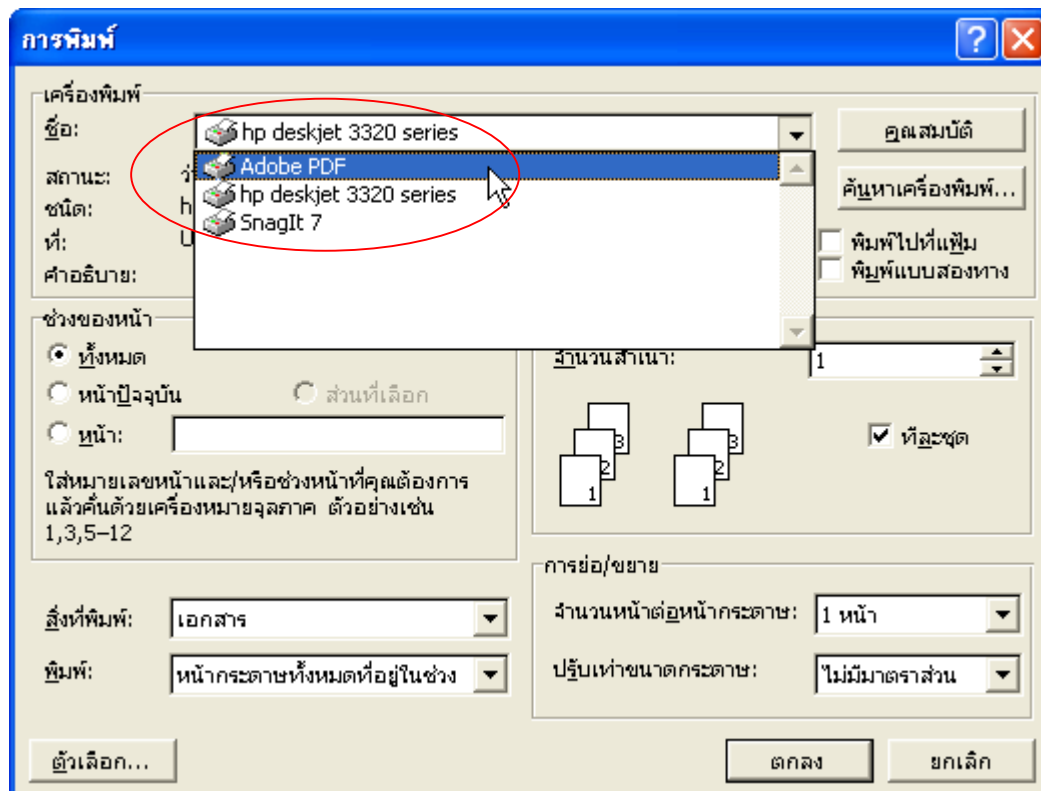 การพิมพ์
เครื่องพิมพ์
ชื่อ:
hp deskjet 3320 series
คุณสมบัติ
Adobe PDF
สถานะ:
hp deskjet 3320 series
ค้นหาเครื่องพิมพ์...
ชนิด:
SnagIt 7
ที่:
พิมพ์ไปที่แฟ้ม
คำอธิบาย:
พิมพ์แบบสองทาง
ช่วงของหน้า
ทั้งหมด
จำนวนสำเนา:
1
หน้าปัจจุบัน
ส่วนที่เลือก
หน้า:
3
2
1
3
2
1
ทีละชุด
ใส่หมายเลขหน้าและ/หรือช่วงหน้าที่คุณต้องการ
แล้วคั่นด้วยเครื่องหมายจุลภาค ตัวอย่างเช่น
1,3,5–12
การย่อ/ขยาย
สิ่งที่พิมพ์:
เอกสาร
จำนวนหน้าต่อหน้ากระดาษ:
1 หน้า
พิมพ์:
หน้ากระดาษทั้งหมดที่อยู่ในช่วง
ปรับเท่าขนาดกระดาษ:
ไม่มีมาตราส่วน
ตัวเลือก...
ตกลง
ยกเลิก